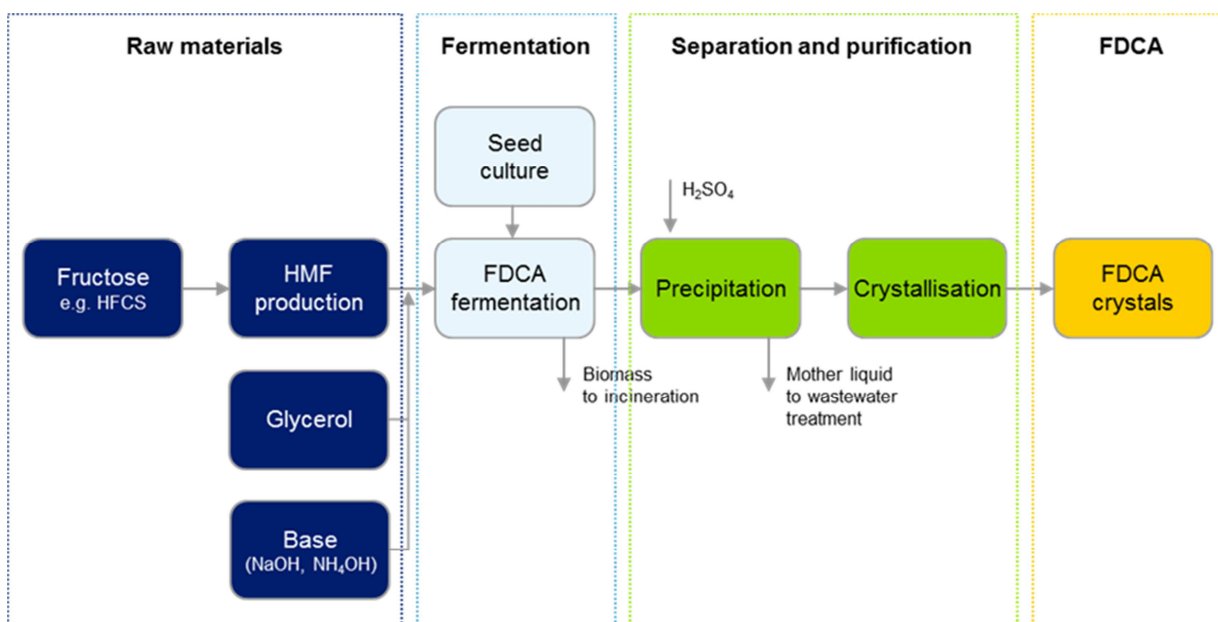 Raw materials
Fermentation
Separation and purification
FDCA
Seed
culture
H₂SO₄
Fructose
e.g. HFCS
HMF
production
FDCA
fermentation
Precipitation
Crystallisation
FDCA
crystals
Biomass
to incineration
Mother liquid
to wastewater
treatment
Glycerol
Base
(NaOH, NH₄OH)